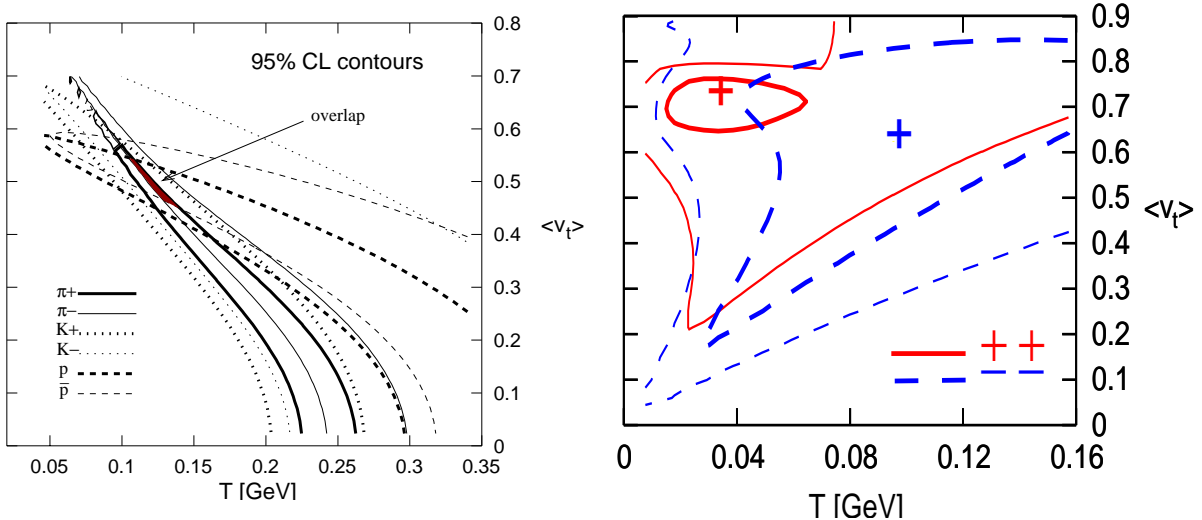 95% CL contours
overlap
π+
π−
K+
K−
p
p̅
0.8
0.7
0.6
0.5
0.4
0.3
0.2
0.1
0
<v_t>
0.05 0.1 0.15 0.2 0.25 0.3 0.35
T [GeV]
0.9
0.8
0.7
0.6
0.5
0.4
0.3
0.2
0.1
0
<v_t>
0 0.04 0.08 0.12 0.16
T [GeV]